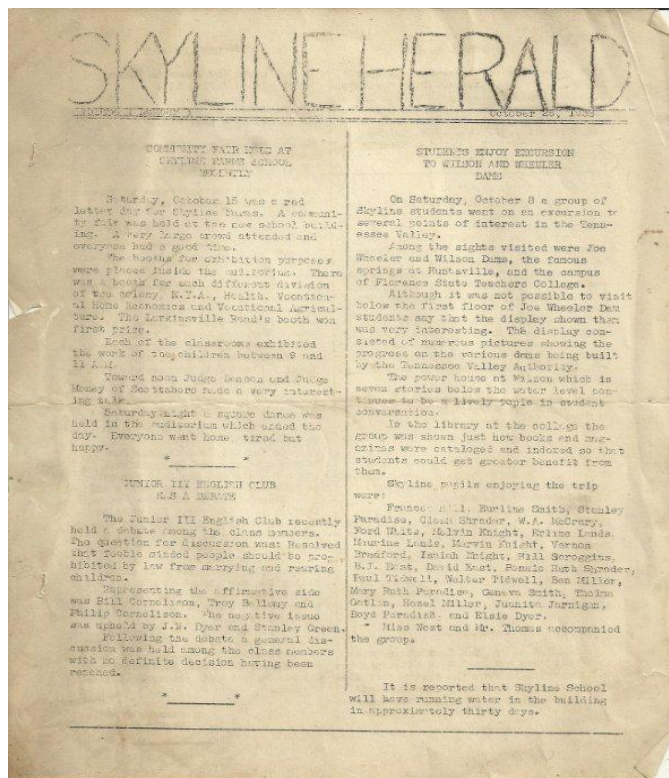 SKYLINE HERALD
October 25, 1938
COMMUNITY FAIR HELD AT
SKYLINE FARMS SCHOOL
RECENTLY
Saturday, October 15 was a red
letter day for Skyline Farms. A communi-
ty fair was held at the new school build-
ing. A very large crowd attended and
everyone had a good time.
The booths for exhibition purposes
were placed inside the auditorium. There
was a booth for each different division
of the colony, N.Y.A., Health, Vocation-
al Home Economics and Vocational Agricul-
ture. The Larkinsville Road's booth won
first prize.
Each of the classrooms exhibited
the work of the children between 9 and
11 A.M.
Toward noon Judge Benson and Judge
Money of Scottsboro made a very interest-
ing talk.
Saturday night a square dance was
held in the auditorium which ended the
day. Everyone went home tired but
happy.
* *
JUNIOR III ENGLISH CLUB
HAS A DEBATE
The Junior III English Club recently
held a debate among the class members.
The question for discussion was: Resolved
that feeble minded people should be pro-
hibited by law from marrying and rearing
children.
Representing the affirmative side
was Bill Cornelison, Troy Bellomy and
Philip Cornelison. The negative issue
was upheld by J.W. Dyer and Stanley Green.
Following the debate a general dis-
cussion was held among the class members
with no definite decision having been
reached.
* *
STUDENTS ENJOY EXCURSION
TO WILSON AND WHEELER
DAMS
On Saturday, October 8 a group of
Skyline students went on an excursion to
several points of interest in the Tenn-
essee Valley.
Among the sights visited were Joe
Wheeler and Wilson Dams, the famous
springs at Huntsville, and the campus
of Florence State Teachers College.
Although it was not possible to visit
below the first floor of Joe Wheeler Dam
students say that the display shown them
was very interesting. The display con-
sisted of numerous pictures showing the
progress on the various dams being built
by the Tennessee Valley Authority.
The power house at Wilson which is
seven stories below the water level con-
tinues to be a lively topic in student
conversation.
In the library at the college the
group was shown just how books and mag-
azines were cataloged and indexed so that
students could get greater benefit from
them.
Skyline pupils enjoying the trip
were:
Frances Hill, Earline Smith, Stanley
Paradise, Cleon Shrader, W.A. McCrary,
Ford White, Malvin Knight, Erline Lands,
Maurine Lands, Marvin Knight, Vernon
Bradford, Isaiah Knight, Hill Scroggins,
B.J. East, David East, Ronnie Ruth Shrader,
Paul Tidwell, Walter Tidwell, Ben Miller,
Mary Ruth Paradise, Geneva Smith, Thelma
Gatlin, Hazel Miller, Juanita Jarnigan,
Boyd Paradise and Elsie Dyer.
Miss West and Mr. Thomas accompanied
the group.
It is reported that Skyline School
will have running water in the building
in approximately thirty days.